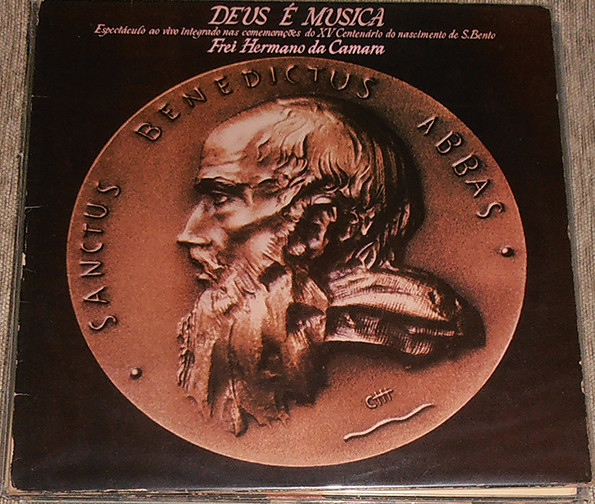 DEUS É MUSICA
Espectáculo ao vivo integrado nas comemorações do XV Centenário do nascimento de S. Bento
Frei Hermano da Camara
SANCTUS BENEDICTUS ABBAS